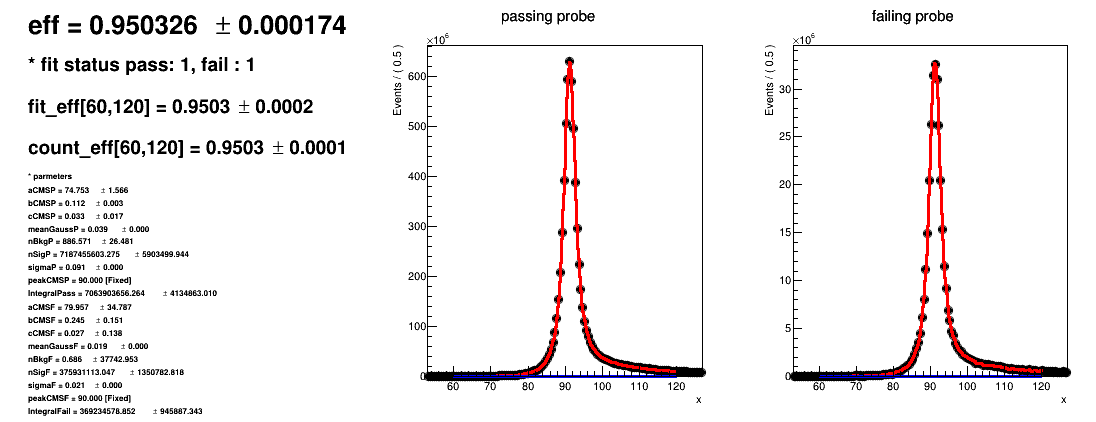 eff = 0.950326 ± 0.000174
* fit status pass: 1, fail : 1
fit_eff[60,120] = 0.9503 ± 0.0002
count_eff[60,120] = 0.9503 ± 0.0001
* parmeters
aCMSP = 74.753 ± 1.566
bCMSP = 0.112 ± 0.003
cCMSP = 0.033 ± 0.017
meanGaussP = 0.039 ± 0.000
nBkgP = 886.571 ± 26.481
nSigP = 7187455603.275 ± 5903499.944
sigmaP = 0.091 ± 0.000
peakCMSP = 90.000 [Fixed]
IntegralPass = 7063903656.264 ± 4134863.010
aCMSF = 79.957 ± 34.787
bCMSF = 0.245 ± 0.151
cCMSF = 0.027 ± 0.138
meanGaussF = 0.019 ± 0.000
nBkgF = 0.686 ± 37742.953
nSigF = 375931113.047 ± 1350782.818
sigmaF = 0.021 ± 0.000
peakCMSF = 90.000 [Fixed]
IntegralFail = 369234578.852 ± 945887.343
passing probe
×10⁶
Events / ( 0.5 )
600
500
400
300
200
100
0
60 70 80 90 100 110 120
x
failing probe
×10⁶
Events / ( 0.5 )
30
25
20
15
10
5
0
60 70 80 90 100 110 120
x